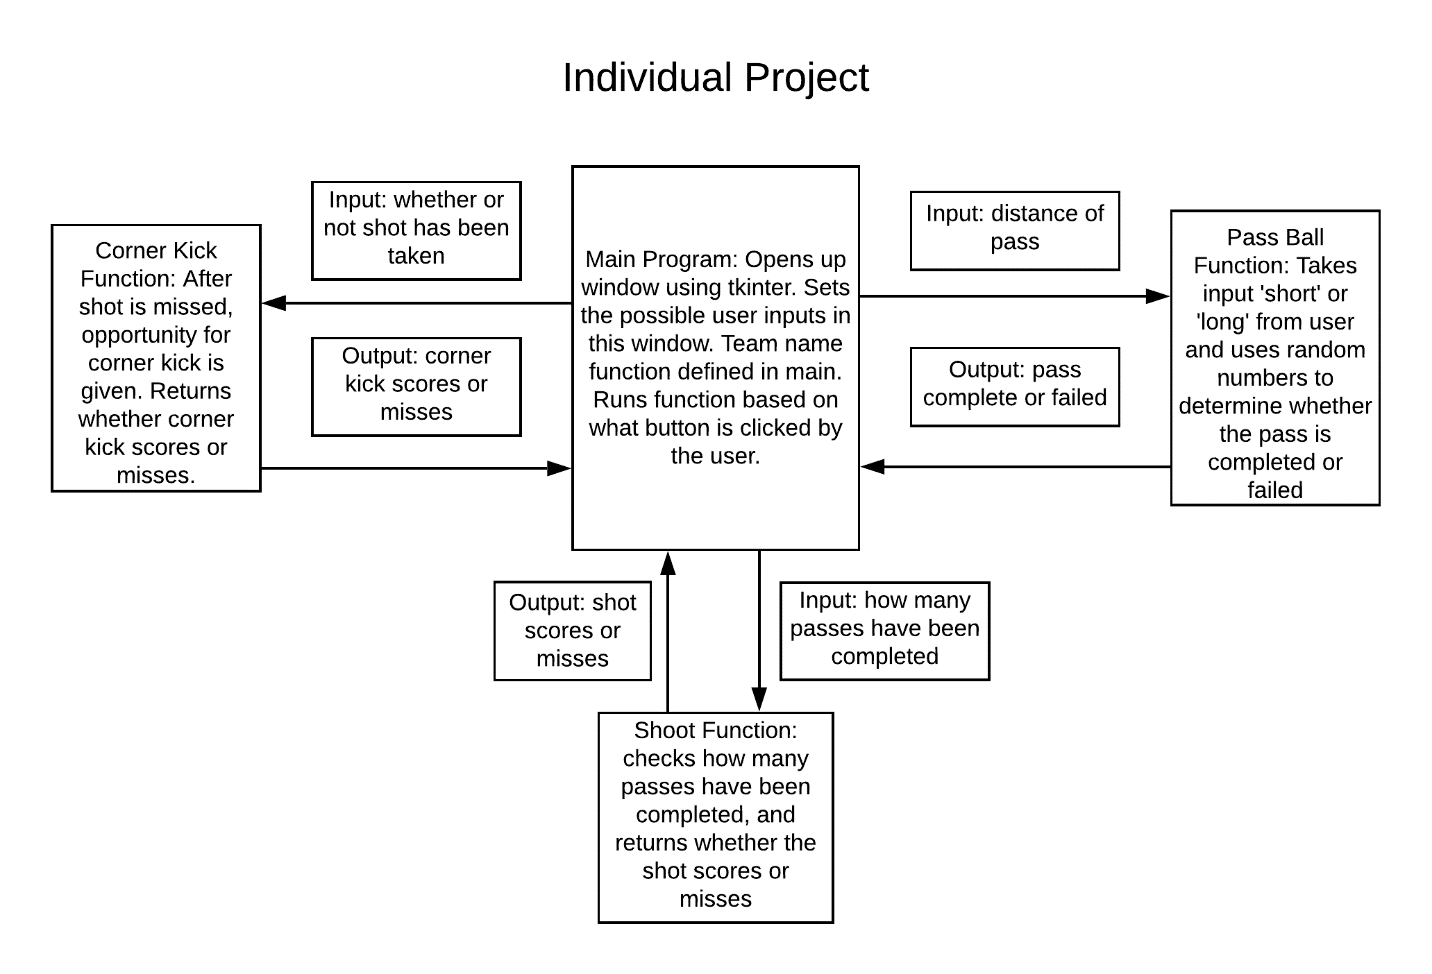 Individual Project
Input: whether or
not shot has been
taken
Corner Kick
Function: After
shot is missed,
opportunity for
corner kick is
given. Returns
whether corner
kick scores or
misses.
Output: corner
kick scores or
misses
Main Program: Opens up
window using tkinter. Sets
the possible user inputs in
this window. Team name
function defined in main.
Runs function based on
what button is clicked by
the user.
Input: distance of
pass
Output: pass
complete or failed
Pass Ball
Function: Takes
input 'short' or
'long' from user
and uses random
numbers to
determine whether
the pass is
completed or
failed
Output: shot
scores or
misses
Input: how many
passes have been
completed
Shoot Function:
checks how many
passes have been
completed, and
returns whether the
shot scores or
misses